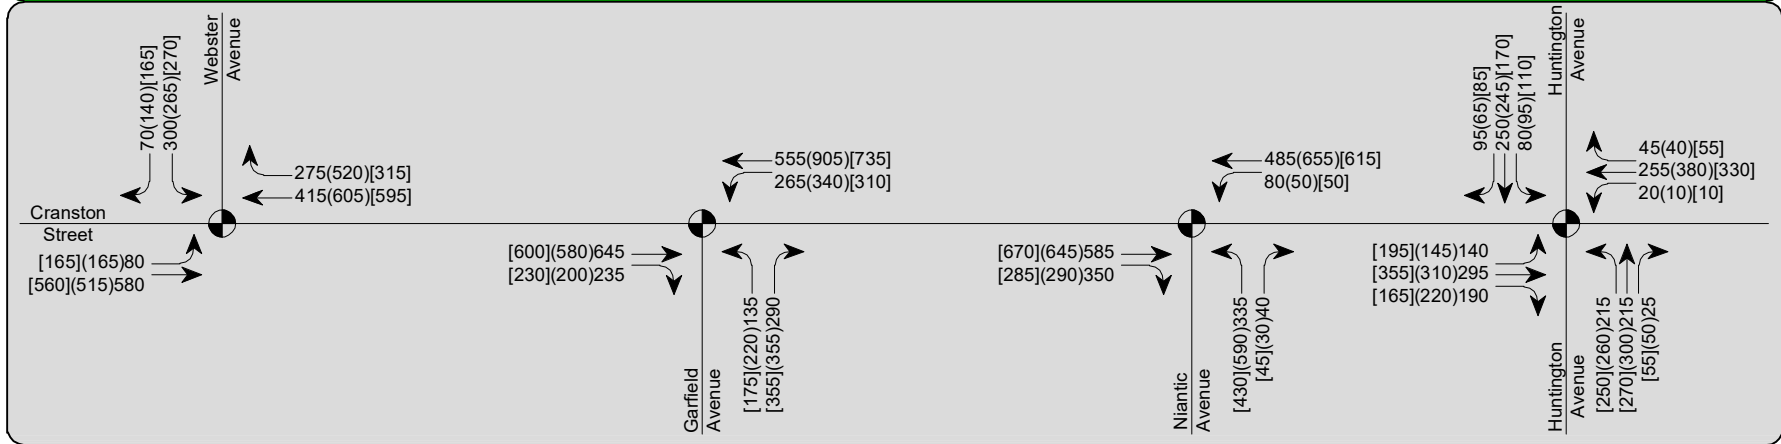 Webster
Avenue
70(140)[165]
300(265)[270]
275(520)[315]
415(605)[595]
Cranston
Street
[165](165)80
[560](515)580
555(905)[735]
265(340)[310]
[600](580)645
[230](200)235
[175](220)135
[355](355)290
Garfield
Avenue
485(655)[615]
80(50)[50]
[670](645)585
[285](290)350
[430](590)335
[45](30)40
Niantic
Avenue
Huntington
Avenue
95(65)[85]
250(245)[170]
80(95)[110]
45(40)[55]
255(380)[330]
20(10)[10]
[195](145)140
[355](310)295
[165](220)190
[250](260)215
[270](300)215
[55](50)25
Huntington
Avenue